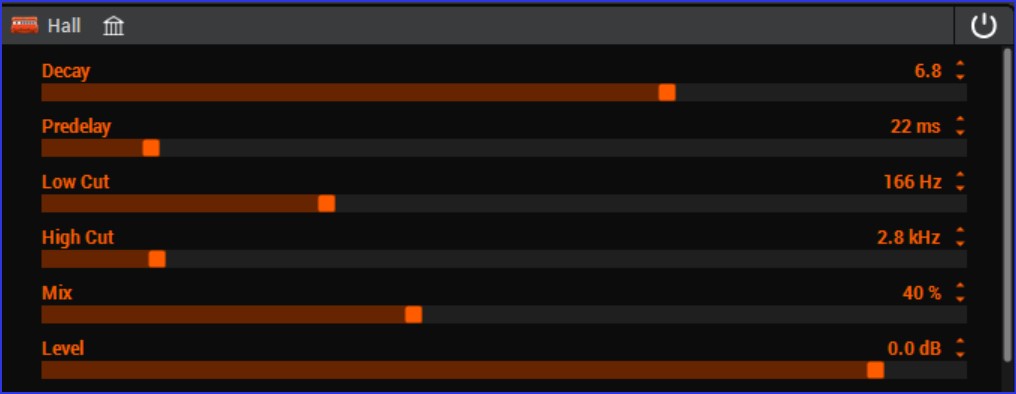 Hall
Decay 6.8
Predelay 22 ms
Low Cut 166 Hz
High Cut 2.8 kHz
Mix 40 %
Level 0.0 dB